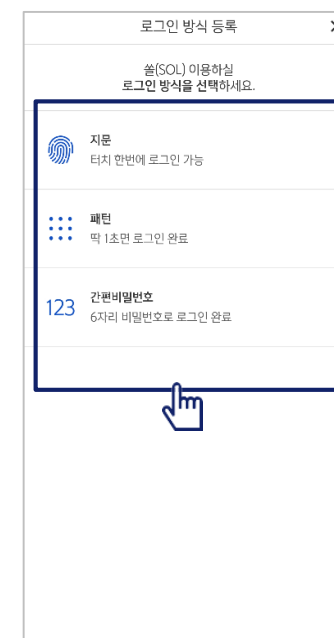 로그인 방식 등록
쏠(SOL) 이용하실
로그인 방식을 선택하세요.
지문
터치 한번에 로그인 가능
패턴
딱 1초면 로그인 완료
123
간편비밀번호
6자리 비밀번호로 로그인 완료